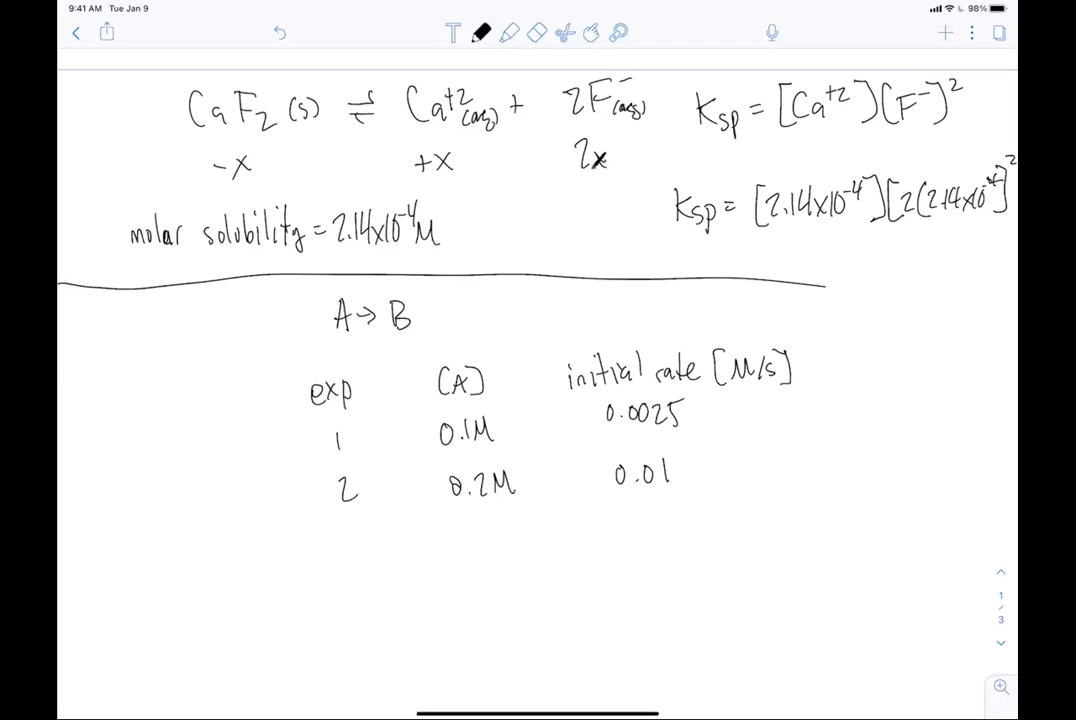 9:41 AM Tue Jan 9 98%
CaF₂ (s) ⇌ Ca⁺²(aq) + 2F⁻(aq) Ksp = [Ca⁺²][F⁻]²
-x +x 2x
Ksp = [2.14x10⁻⁴][2(2.14x10⁻⁴]²
molar solubility = 2.14x10⁻⁴M
A → B
exp [A] initial rate [M/s]
1 0.1M 0.0025
2 0.2M 0.01
1
/
3